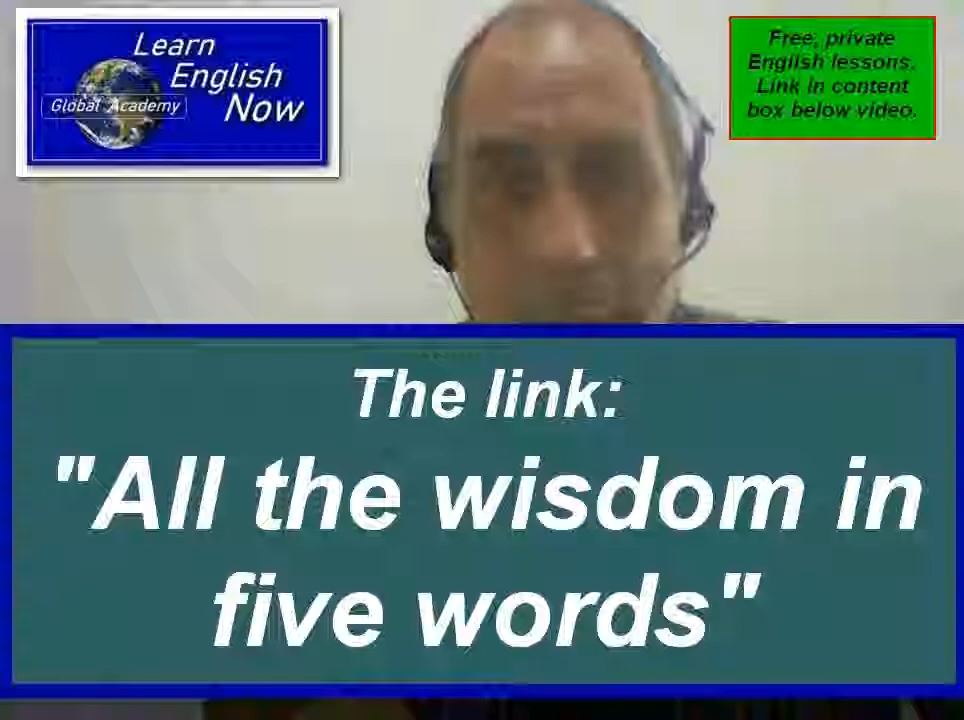 Learn
English
Now
Global Academy
Free, private
English lessons.
Link in content
box below video.
The link:
"All the wisdom in
five words"